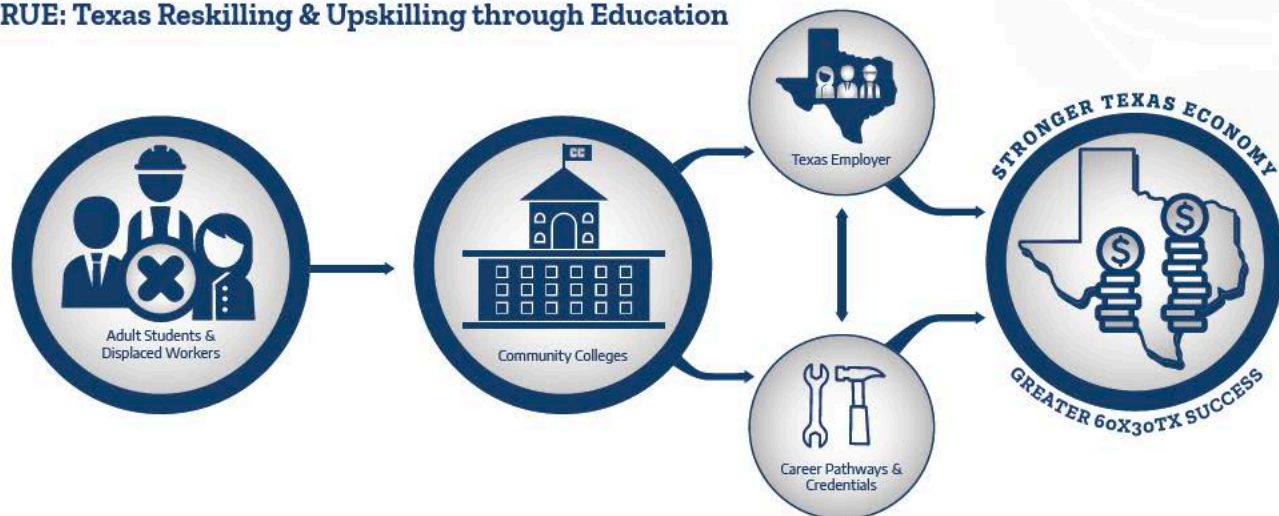 RUE: Texas Reskilling & Upskilling through Education
Adult Students &
Displaced Workers
CC
Community Colleges
Texas Employer
Career Pathways &
Credentials
STRONGER TEXAS ECONOMY
$
$
GREATER 60X30TX SUCCESS